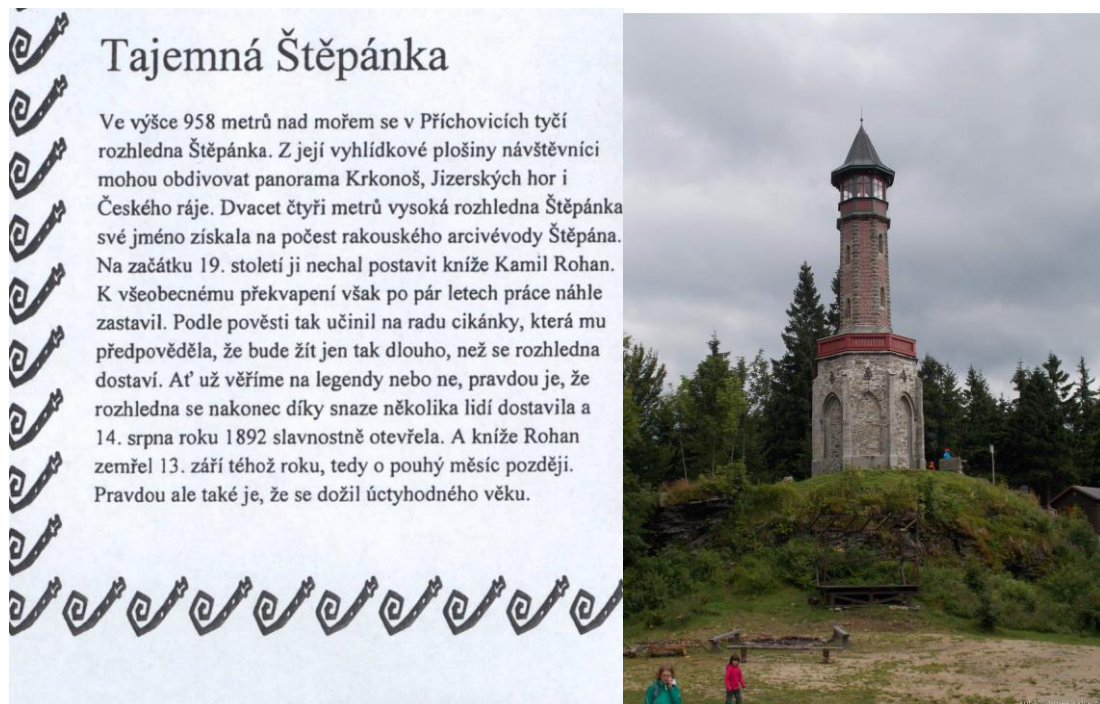 Tajemná Štěpánka
Ve výšce 958 metrů nad mořem se v Příchovicích tyčí
rozhledna Štěpánka. Z její vyhlídkové plošiny návštěvníci
mohou obdivovat panorama Krkonoš, Jizerských hor i
Českého ráje. Dvacet čtyři metrů vysoká rozhledna Štěpánka
své jméno získala na počest rakouského arcivévody Štěpána.
Na začátku 19. století ji nechal postavit kníže Kamil Rohan.
K všeobecnému překvapení však po pár letech práce náhle
zastavil. Podle pověsti tak učinil na radu cikánky, která mu
předpověděla, že bude žít jen tak dlouho, než se rozhledna
dostaví. Ať už věříme na legendy nebo ne, pravdou je, že
rozhledna se nakonec díky snaze několika lidí dostavila a
14. srpna roku 1892 slavnostně otevřela. A kníže Rohan
zemřel 13. září téhož roku, tedy o pouhý měsíc později.
Pravdou ale také je, že se dožil úctyhodného věku.